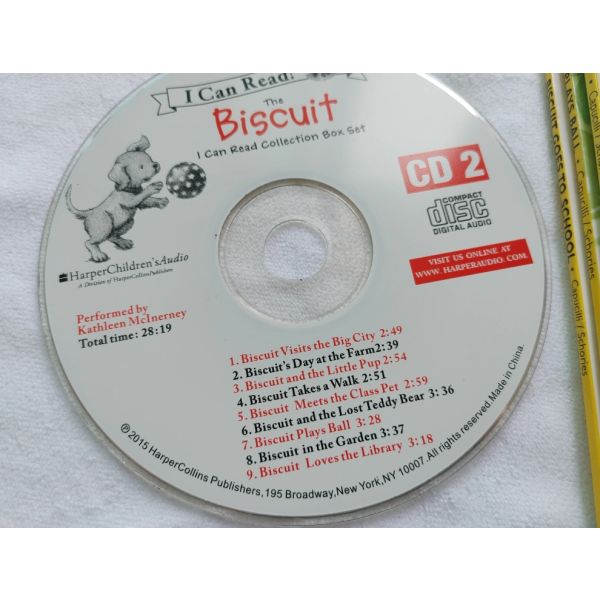 I Can Read!
The
Biscuit
I Can Read Collection Box Set
CD 2
COMPACT
disc
DIGITAL AUDIO
VISIT US ONLINE AT
WWW. HARPERAUDIO. COM.
HarperChildren'sAudio
A Division of HarperCollinsPublishers
Performed by
Kathleen McInerney
Total time: 28:19
1. Biscuit Visits the Big City 2:49
2. Biscuit's Day at the Farm2:39
3. Biscuit and the Little Pup 2:54
4. Biscuit Takes a Walk 2:51
5. Biscuit Meets the Class Pet 2:59
6. Biscuit and the Lost Teddy Bear 3: 36
7. Biscuit Plays Ball 3: 28
8. Biscuit in the Garden 3: 37
9. Biscuit Loves the Library 3: 18
℗2015 HarperCollins Publishers,195 Broadway,New York,NY 10007.All rights reserved.Made in China.
PLAYS BALL • Capucilli / Schories
BISCUIT GOES TO SCHOOL • Capucilli / Schories